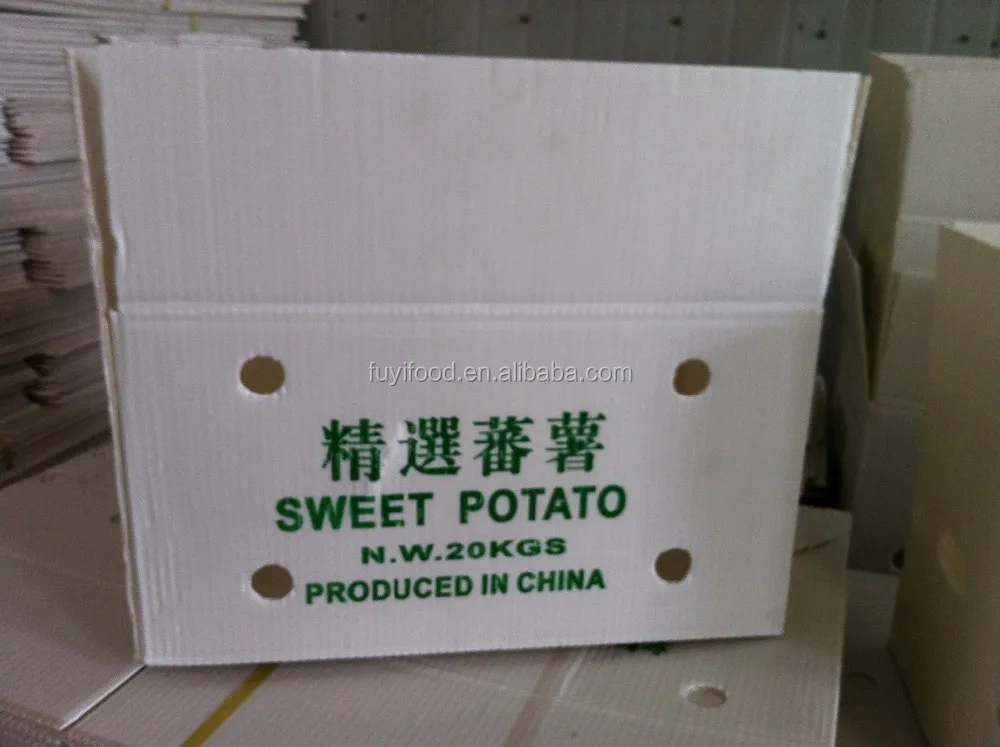 fuyifood.en.alibaba.com
精選蕃薯
SWEET POTATO
N.W.20KGS
PRODUCED IN CHINA